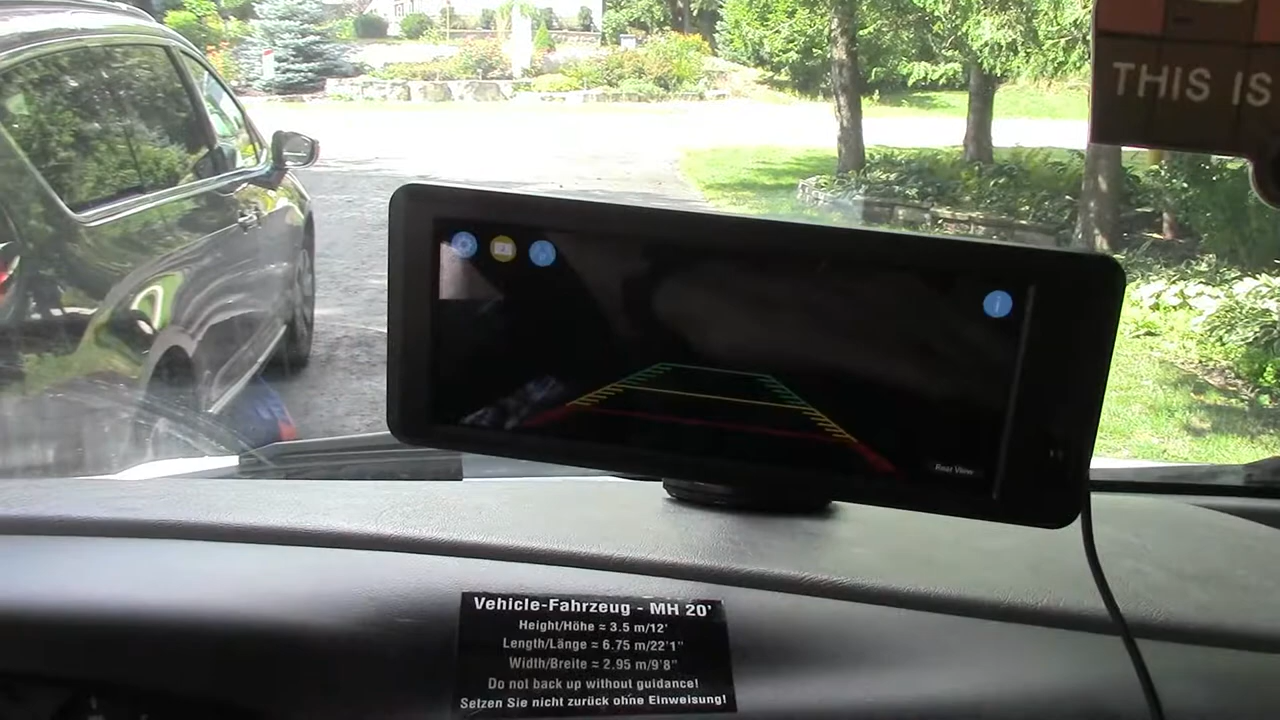 THIS IS
Rear View
Vehicle-Fahrzeug - MH 20'
Height/Höhe = 3.5 m/12'
Length/Länge = 6.75 m/22'1"
Width/Breite = 2.95 m/9'8"
Do not back up without guidance!
Setzen Sie nicht zurück ohne Einweisung!